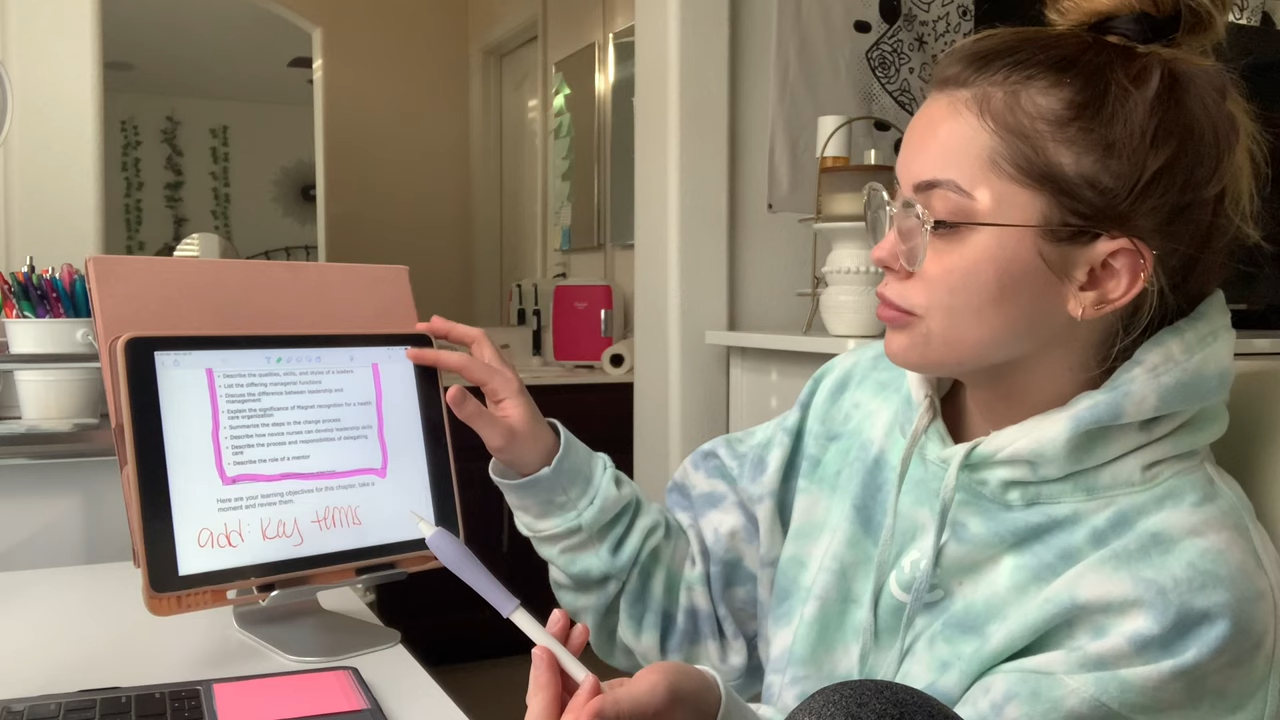 • Describe the qualities, skills, and styles of a leaders
• List the differing managerial functions
• Discuss the difference between leadership and
management
• Explain the significance of Magnet recognition for a health
care organization
• Summarize the steps in the change process
• Describe how novice nurses can develop leadership skills
• Describe the process and responsibilities of delegating
care
• Describe the role of a mentor
Here are your learning objectives for this chapter, take a
moment and review them.
add: key terms